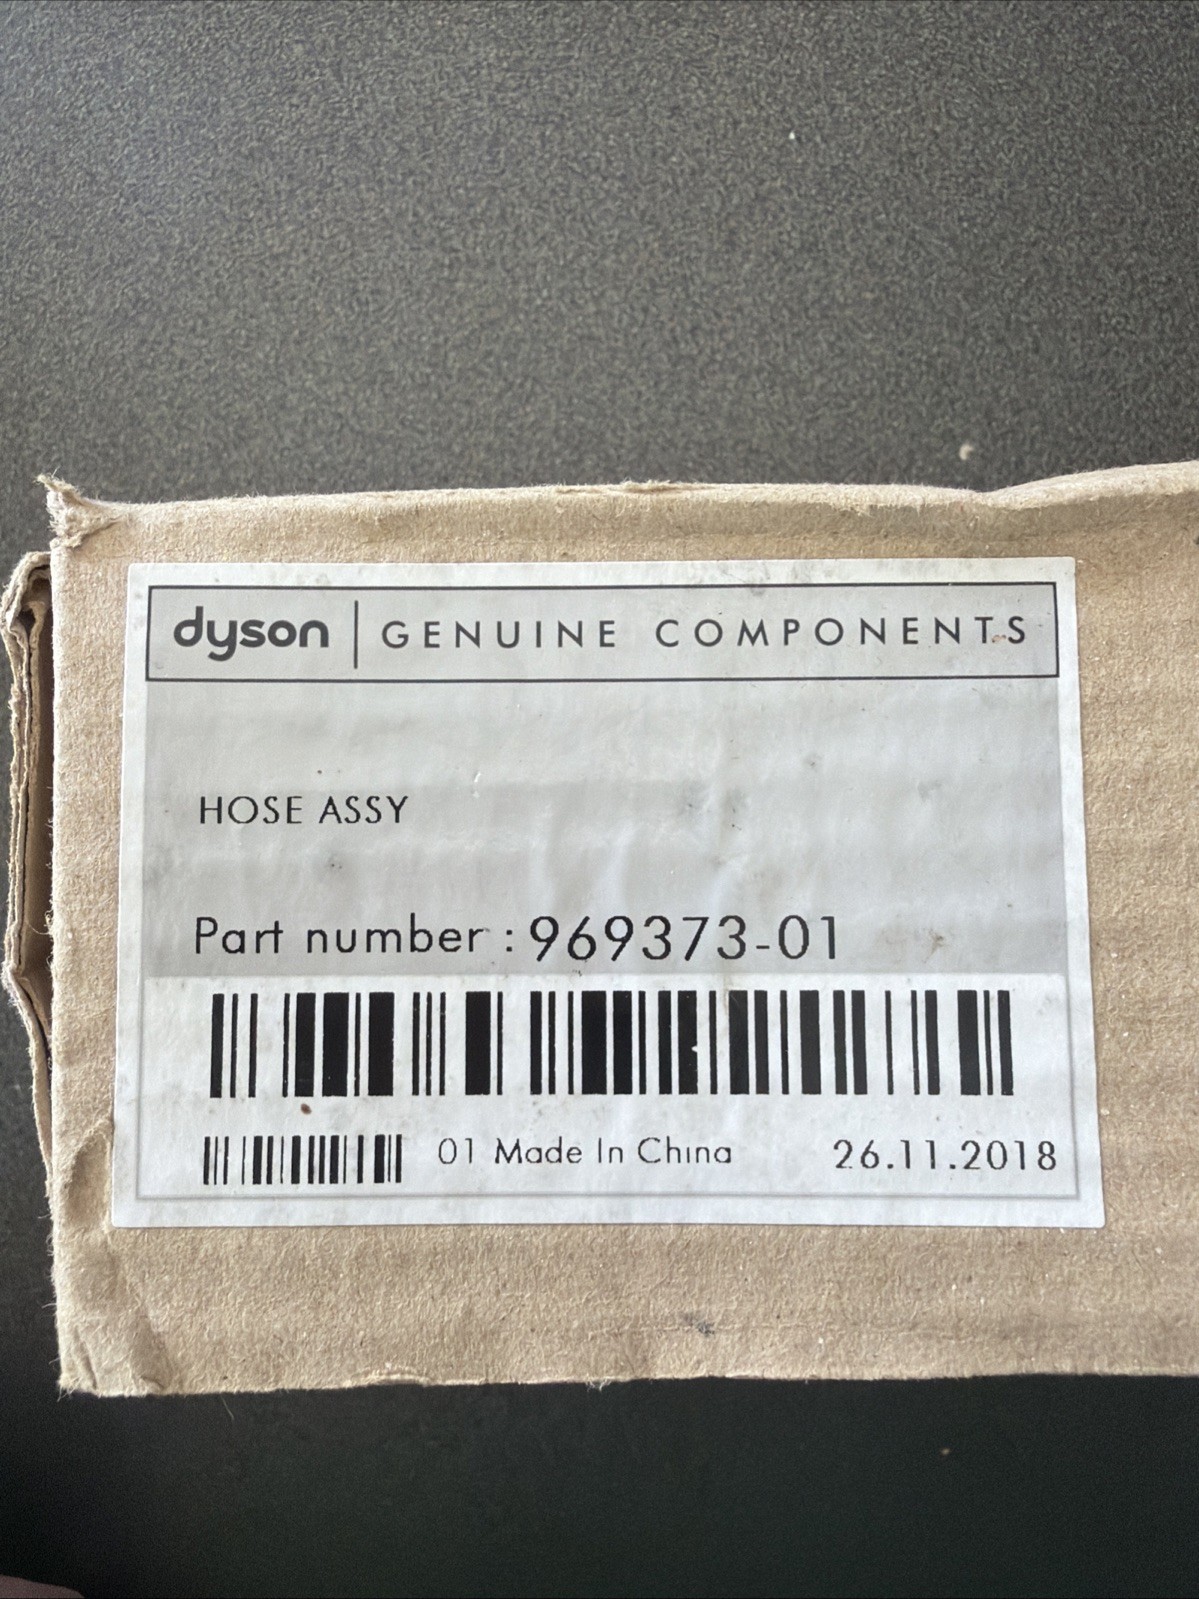 dyson | GENUINE COMPONENTS
HOSE ASSY
Part number : 969373-01
01 Made In China 26.11.2018